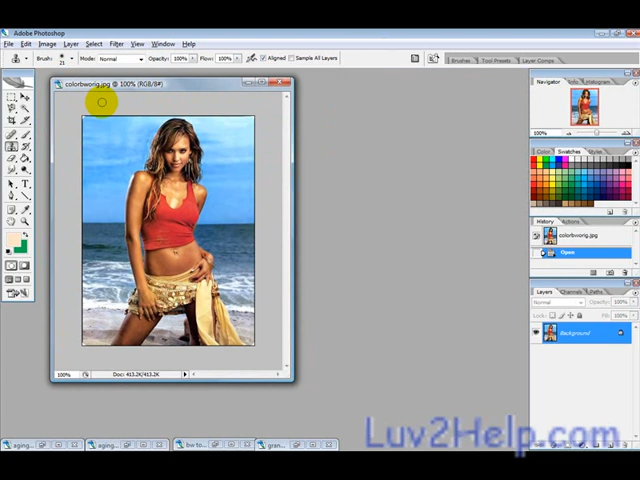 Adobe Photoshop
File Edit Image Layer Select Filter View Window Help
Brush: 21 Mode: Normal Opacity: 100% Flow: 100% Aligned Sample All Layers Brushes Tool Presets Layer Comps
colorbworig.jpg @ 100% (RGB/8#)
Navigator Info Histogram
100%
Color Swatches Styles
History Actions
colorbworig.jpg
Open
Layers Channels Paths
Normal Opacity: 100%
Lock: Fill: 100%
Background
100% Doc: 413.2K/413.2K
aging... aging... bw to... gran...
Luv2Help.com